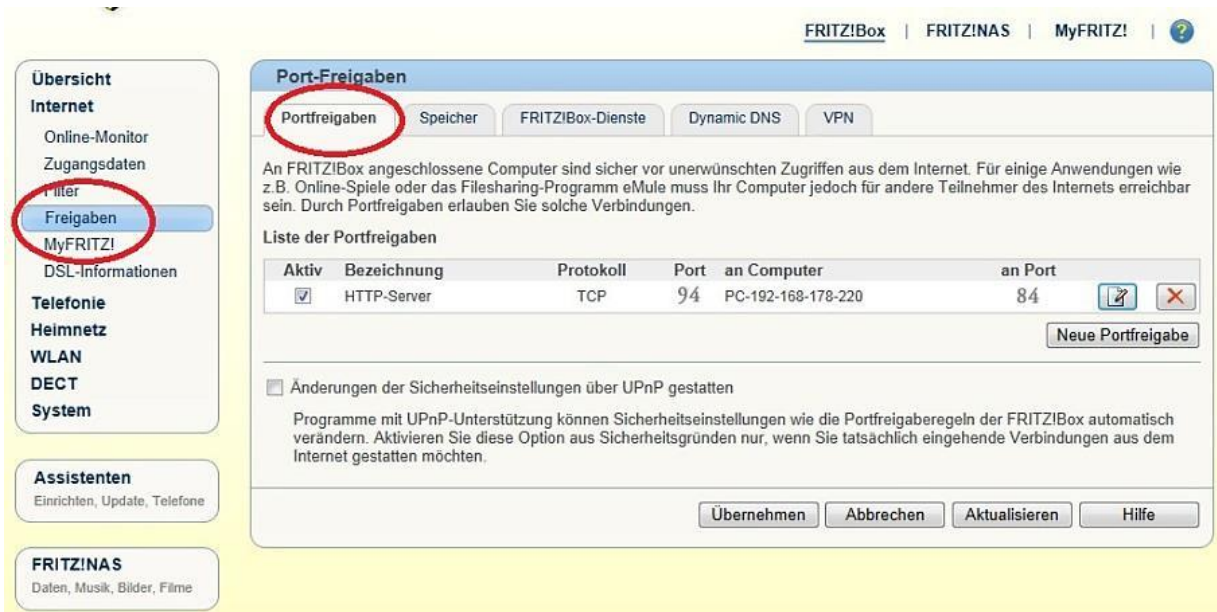 FRITZ!Box | FRITZ!NAS | MyFRITZ! | ?
Übersicht
Internet
Online-Monitor
Zugangsdaten
Filter
Freigaben
MyFRITZ!
DSL-Informationen
Telefonie
Heimnetz
WLAN
DECT
System
Assistenten
Einrichten, Update, Telefone
FRITZ!NAS
Daten, Musik, Bilder, Filme
Port-Freigaben
Portfreigaben Speicher FRITZ!Box-Dienste Dynamic DNS VPN
An FRITZ!Box angeschlossene Computer sind sicher vor unerwünschten Zugriffen aus dem Internet. Für einige Anwendungen wie
z.B. Online-Spiele oder das Filesharing-Programm eMule muss Ihr Computer jedoch für andere Teilnehmer des Internets erreichbar
sein. Durch Portfreigaben erlauben Sie solche Verbindungen.
Liste der Portfreigaben
Aktiv Bezeichnung Protokoll Port an Computer an Port
HTTP-Server TCP 94 PC-192-168-178-220 84
Neue Portfreigabe
Änderungen der Sicherheitseinstellungen über UPnP gestatten
Programme mit UPnP-Unterstützung können Sicherheitseinstellungen wie die Portfreigaberegeln der FRITZ!Box automatisch
verändern. Aktivieren Sie diese Option aus Sicherheitsgründen nur, wenn Sie tatsächlich eingehende Verbindungen aus dem
Internet gestatten möchten.
Übernehmen Abbrechen Aktualisieren Hilfe